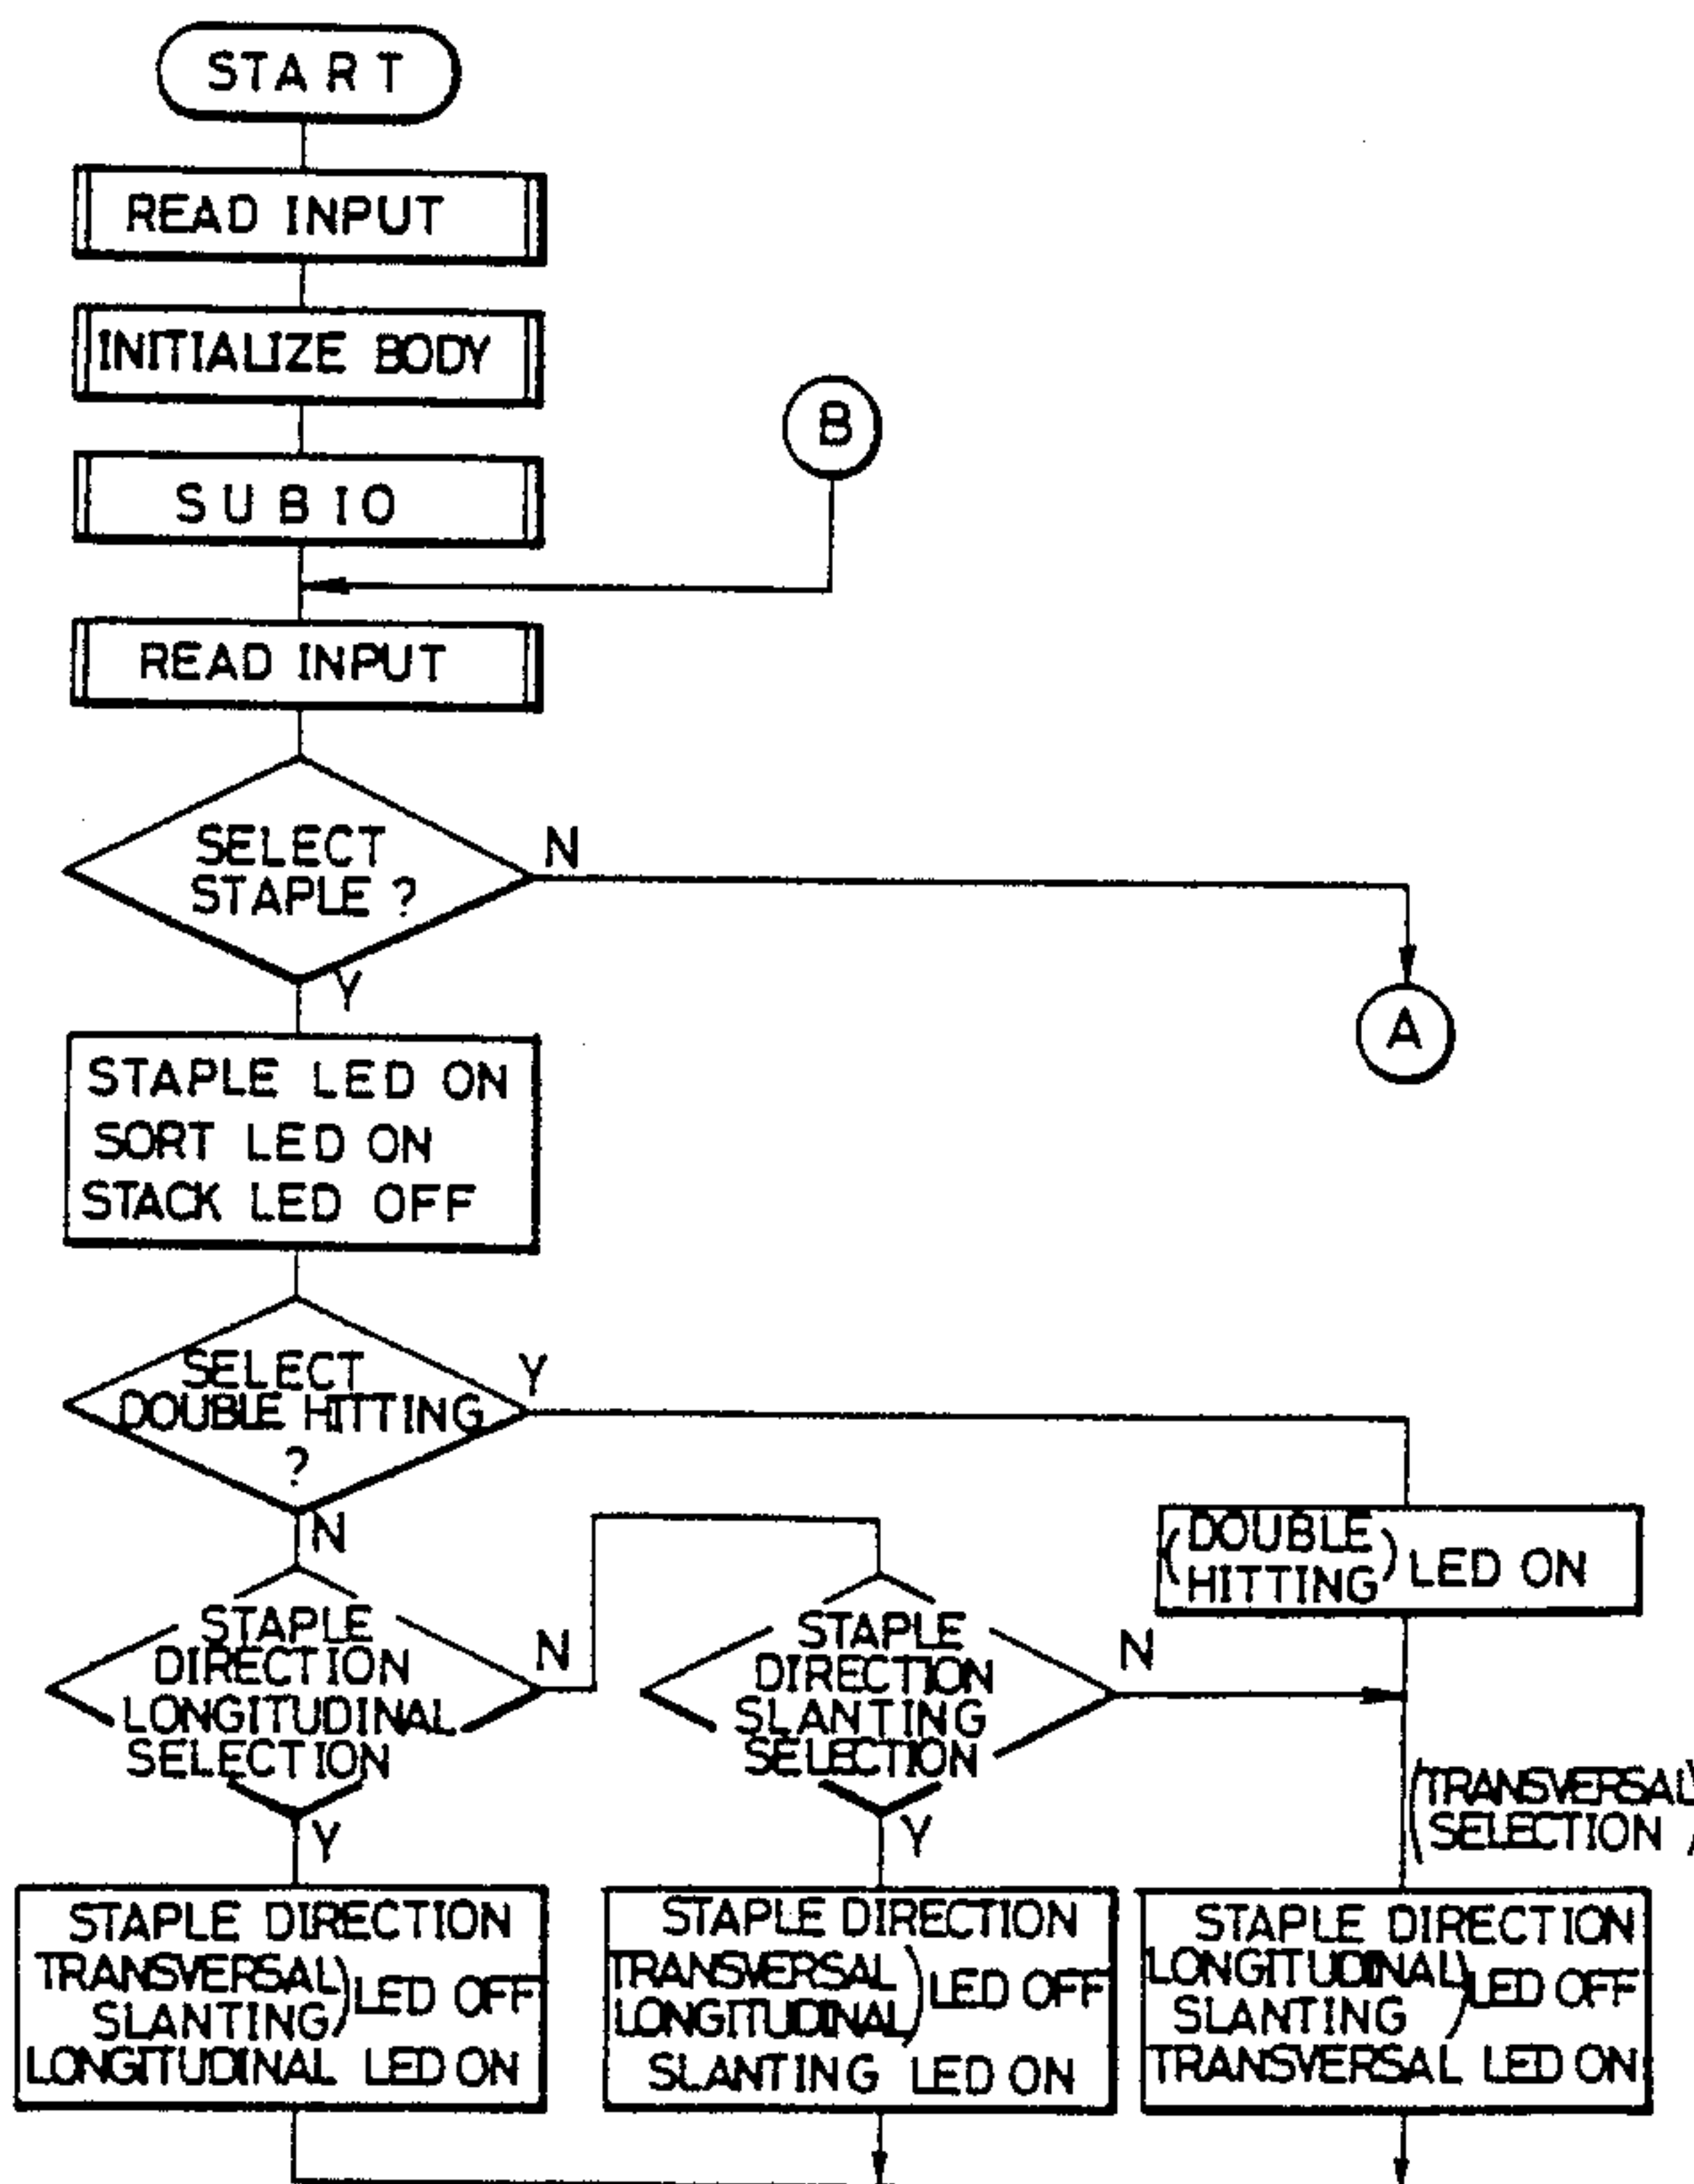 START
READ INPUT
INITIALIZE BODY
B
SUBIO
READ INPUT
SELECT
STAPLE ?
N
Y
A
STAPLE LED ON
SORT LED ON
STACK LED OFF
SELECT
DOUBLE HITTING
?
Y
N
(DOUBLE
HITTING) LED ON
STAPLE
DIRECTION
LONGITUDINAL
SELECTION
N
Y
STAPLE
DIRECTION
SLANTING
SELECTION
N
Y
(TRANSVERSAL
SELECTION)
STAPLE DIRECTION
TRANSVERSAL
SLANTING) LED OFF
LONGITUDINAL LED ON
STAPLE DIRECTION
TRANSVERSAL
LONGITUDINAL) LED OFF
SLANTING LED ON
STAPLE DIRECTION
LONGITUDINAL
SLANTING) LED OFF
TRANSVERSAL LED ON